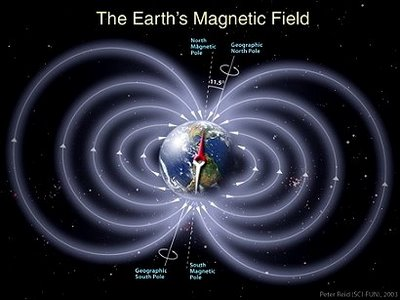 The Earth's Magnetic Field
North
Magnetic
Pole
Geographic
North Pole
11.5°
Geographic
South Pole
South
Magnetic
Pole
Peter Reid (SCI-FUN), 2003